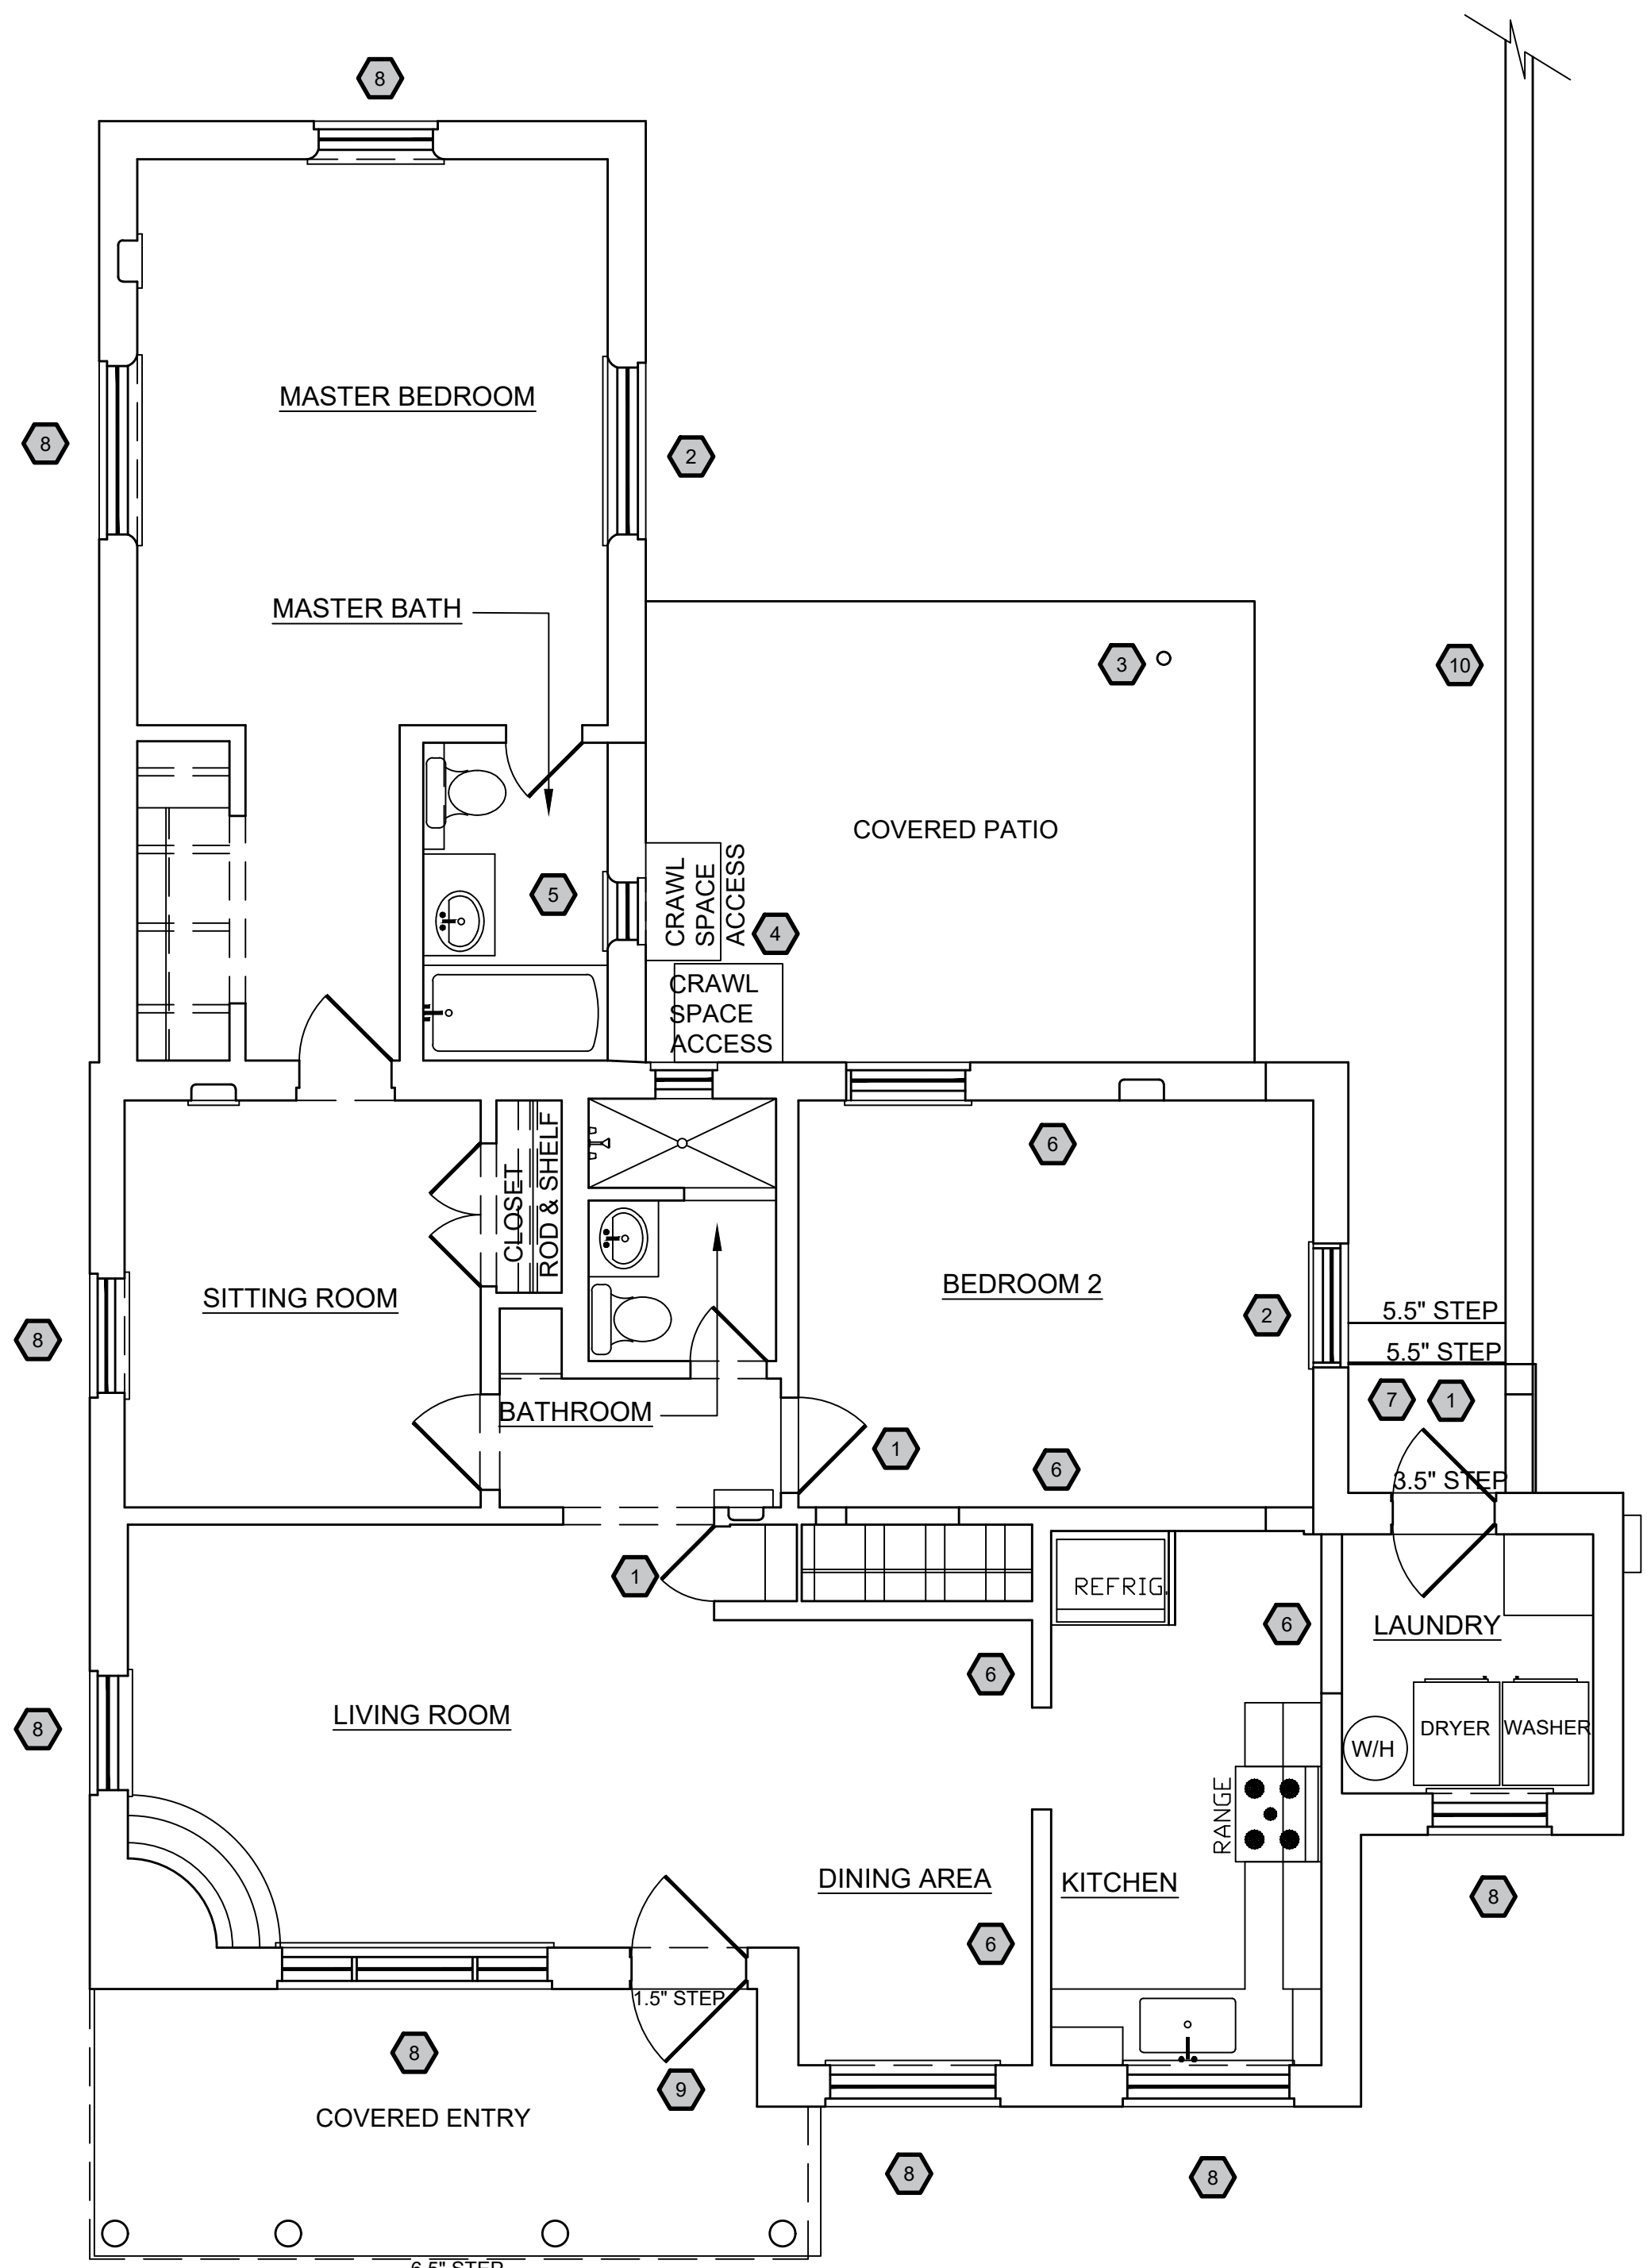 8
MASTER BEDROOM
8
2
MASTER BATH
3
10
COVERED PATIO
CRAWL
SPACE
ACCESS
5
4
CRAWL
SPACE
ACCESS
6
CLOSET
ROD & SHELF
SITTING ROOM
BEDROOM 2
8
2
5.5" STEP
5.5" STEP
7
1
BATHROOM
1
6
3.5" STEP
1
REFRIG.
6
LAUNDRY
6
LIVING ROOM
8
DRYER
WASHER
W/H
RANGE
DINING AREA
KITCHEN
8
6
1.5" STEP
8
9
COVERED ENTRY
8
8
6.5" STEP